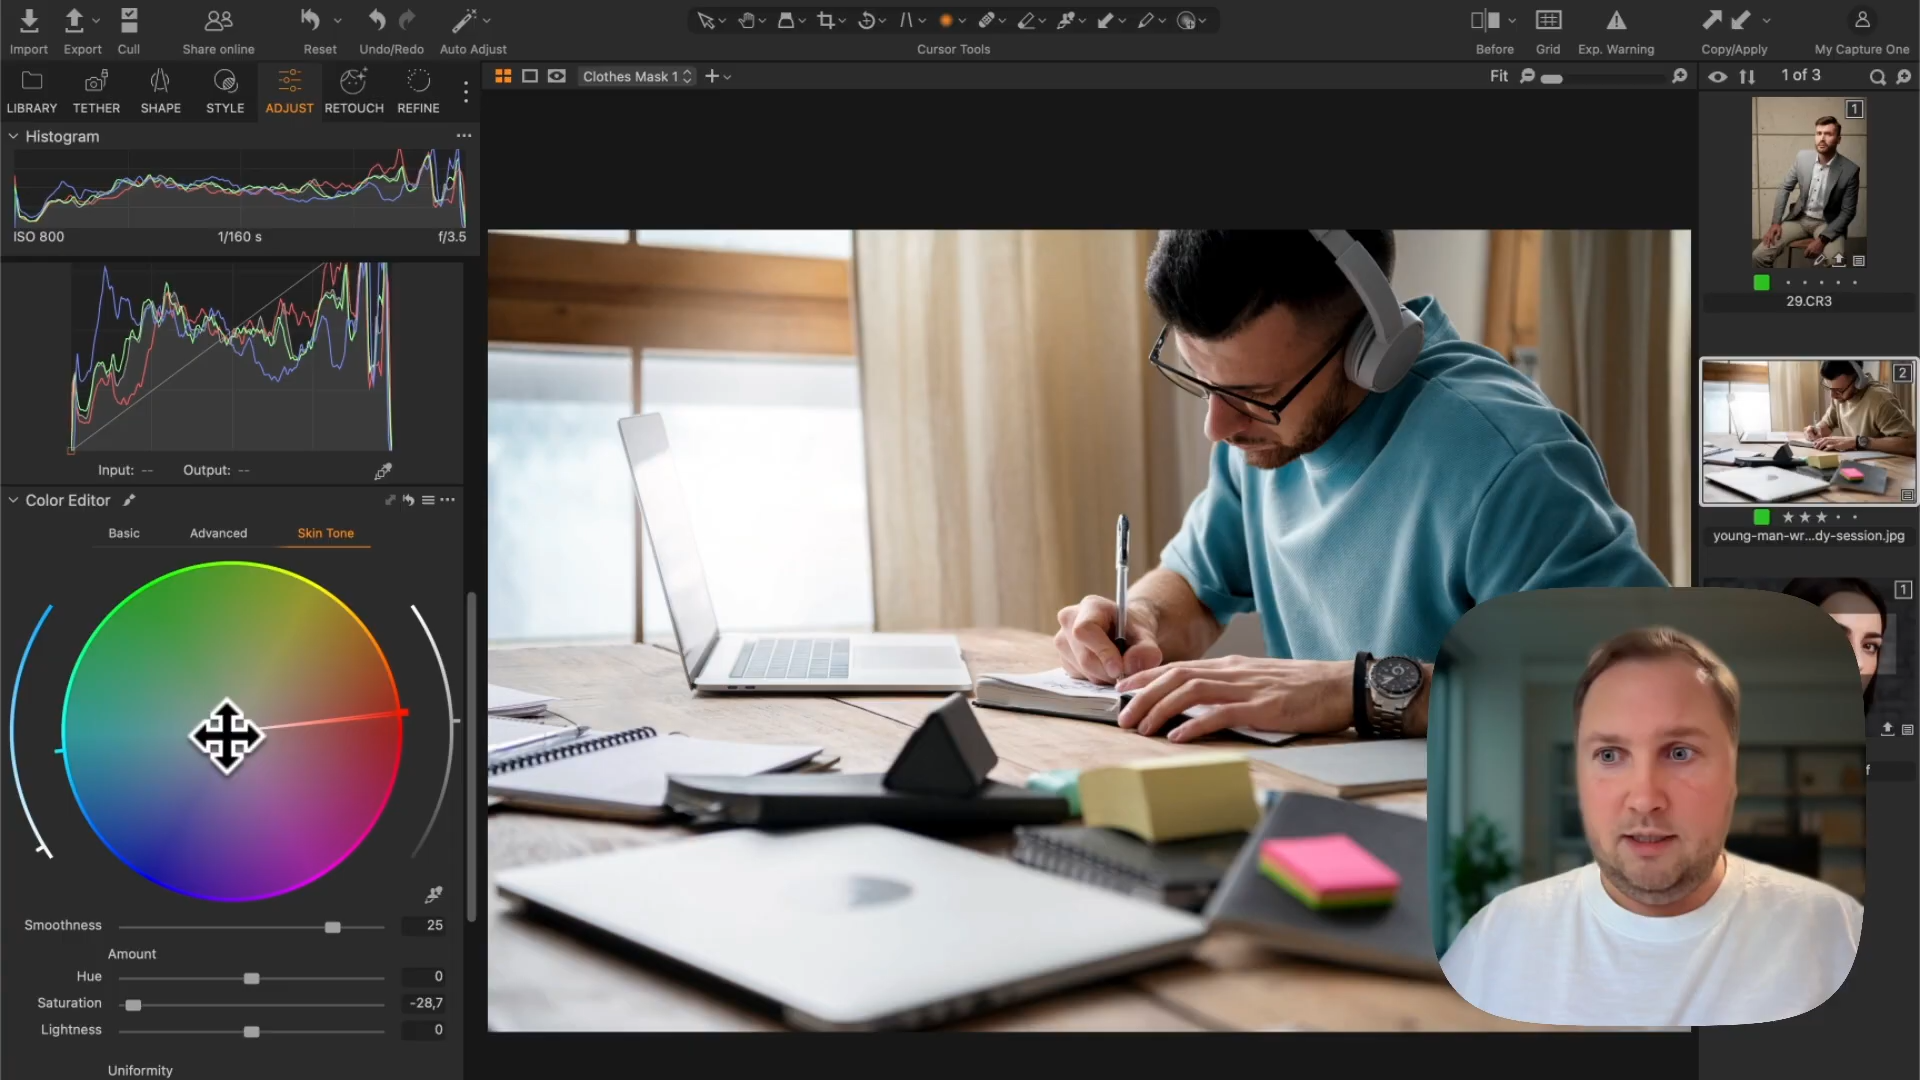 Import
Export
Cull
Share online
Reset
Undo/Redo
Auto Adjust
Cursor Tools
Before
Grid
Exp. Warning
Copy/Apply
My Capture One
LIBRARY
TETHER
SHAPE
STYLE
ADJUST
RETOUCH
REFINE
Clothes Mask 1
Fit
1 of 3
Histogram
ISO 800
1/160 s
f/3.5
1
29.CR3
2
young-man-wr...dy-session.jpg
1
f
Input: --
Output: --
Color Editor
Basic
Advanced
Skin Tone
Smoothness
25
Amount
Hue
0
Saturation
-28,7
Lightness
0
Uniformity